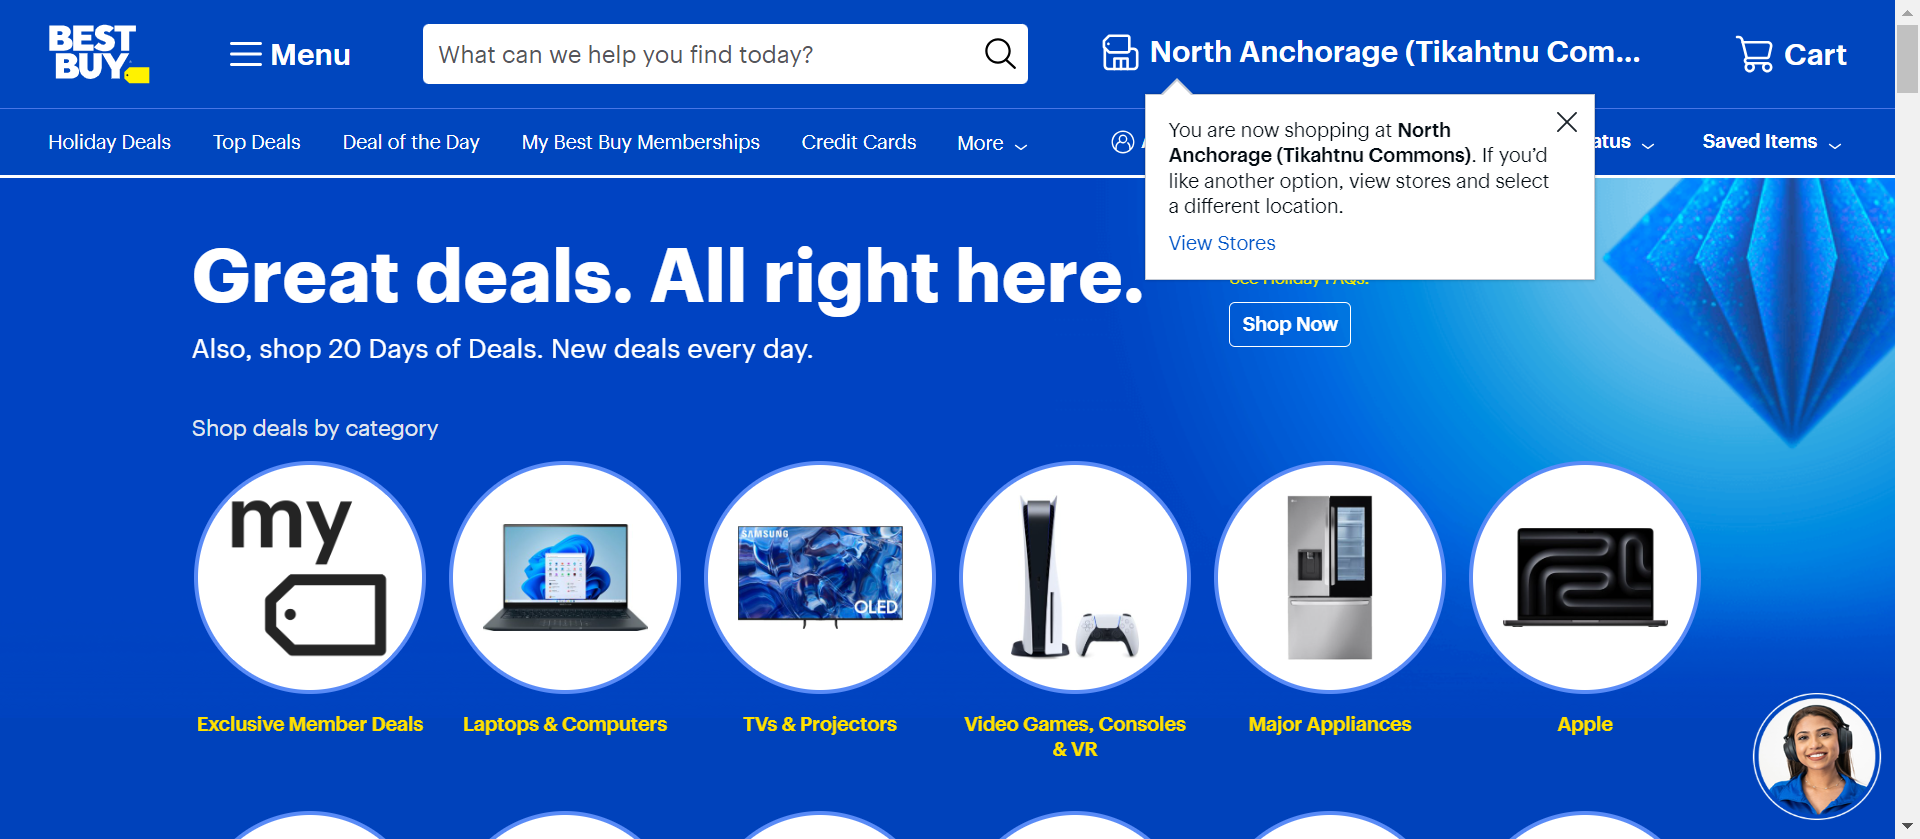 BEST
BUY
Menu
What can we help you find today?
North Anchorage (Tikahtnu Com...
Cart
Holiday Deals
Top Deals
Deal of the Day
My Best Buy Memberships
Credit Cards
More
Saved Items
You are now shopping at North
Anchorage (Tikahtnu Commons). If you’d
like another option, view stores and select
a different location.
View Stores
Great deals. All right here.
Also, shop 20 Days of Deals. New deals every day.
See Holiday FAQs.
Shop Now
Shop deals by category
my
SAMSUNG
OLED
Exclusive Member Deals
Laptops & Computers
TVs & Projectors
Video Games, Consoles
& VR
Major Appliances
Apple